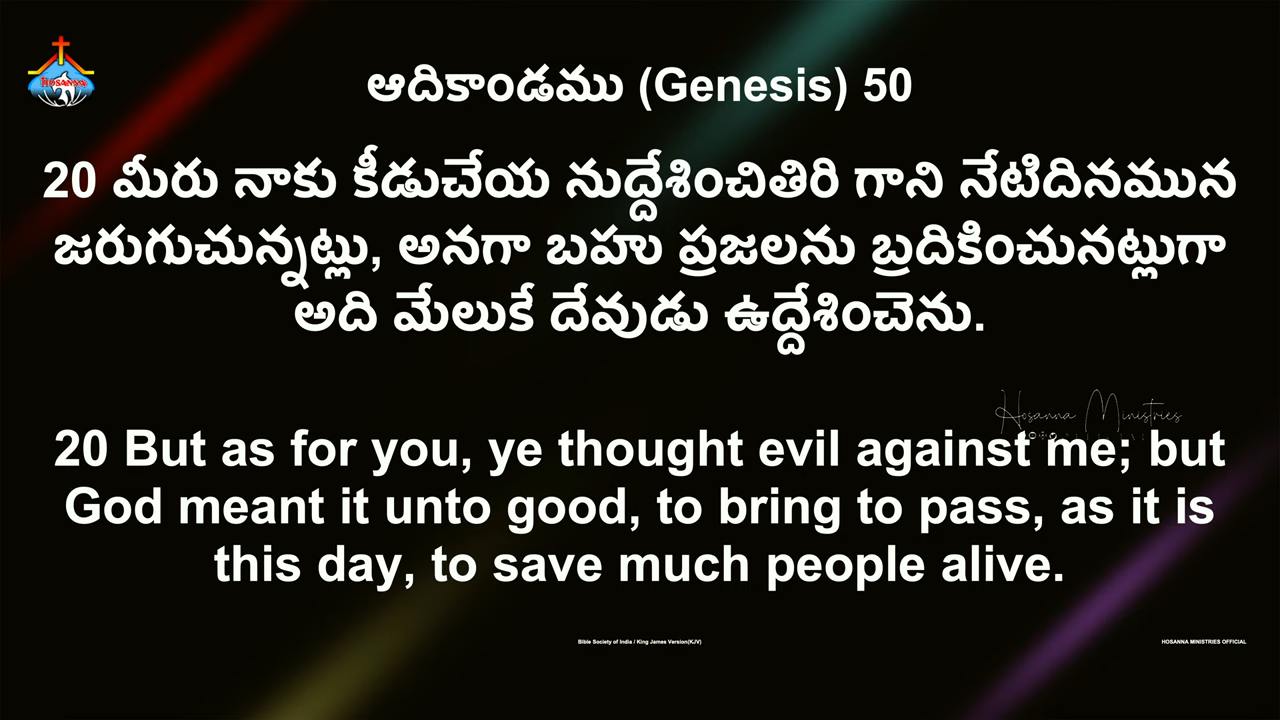 HOSANNA
ఆదికాండము (Genesis) 50
20 మీరు నాకు కీడుచేయ నుద్దేశించితిరి గాని నేటిదినమున
జరుగుచున్నట్లు, అనగా బహు ప్రజలను బ్రదికించునట్లుగా
అది మేలుకే దేవుడు ఉద్దేశించెను.
Hosanna Ministries
20 But as for you, ye thought evil against me; but
God meant it unto good, to bring to pass, as it is
this day, to save much people alive.
Bible Society of India / King James Version(KJV)
HOSANNA MINISTRIES OFFICIAL